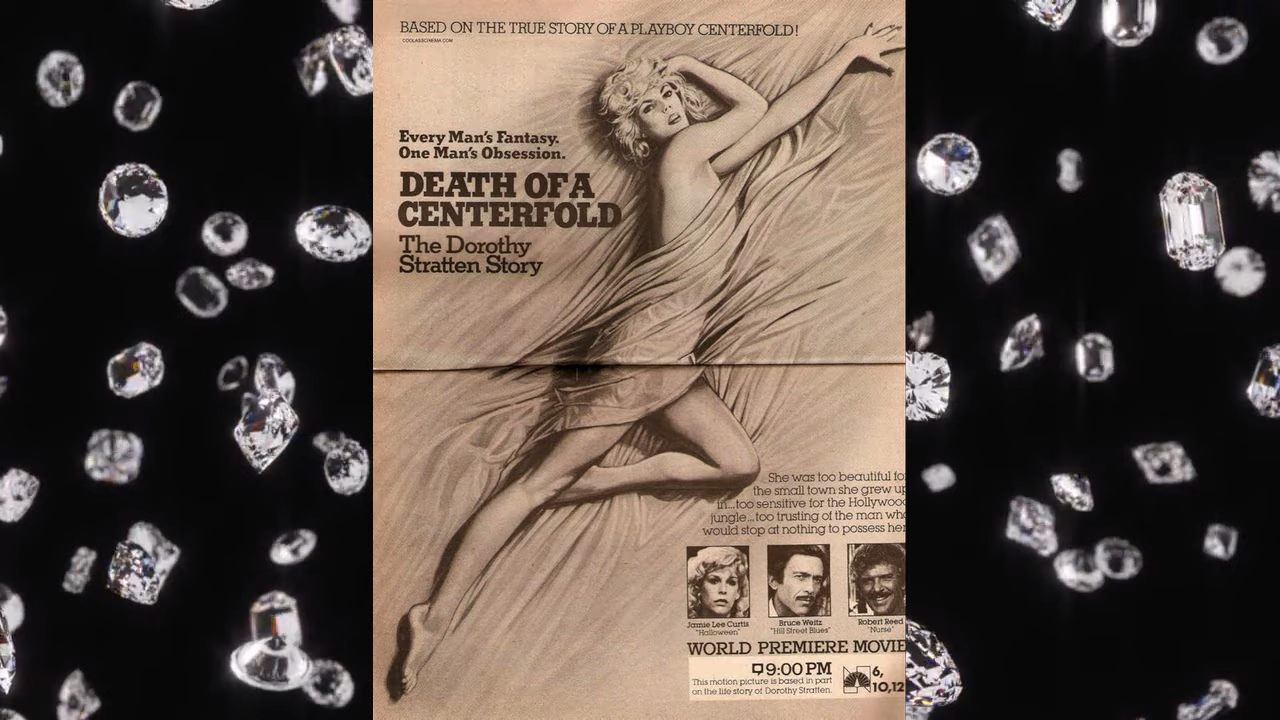 BASED ON THE TRUE STORY OF A PLAYBOY CENTERFOLD!
COOLASSCINEMA.COM
Every Man's Fantasy.
One Man's Obsession.
DEATH OF A
CENTERFOLD
The Dorothy
Stratten Story
She was too beautiful fo
the small town she grew up
in...too sensitive for the Hollywoo
jungle...too trusting of the man wh
would stop at nothing to possess her
Jamie Lee Curtis
"Halloween"
Bruce Weitz
"Hill Street Blues"
Robert Reed
"Nurse"
WORLD PREMIERE MOVIE
9:00 PM
This motion picture is based in part
on the life story of Dorothy Stratten.
6,
10,12